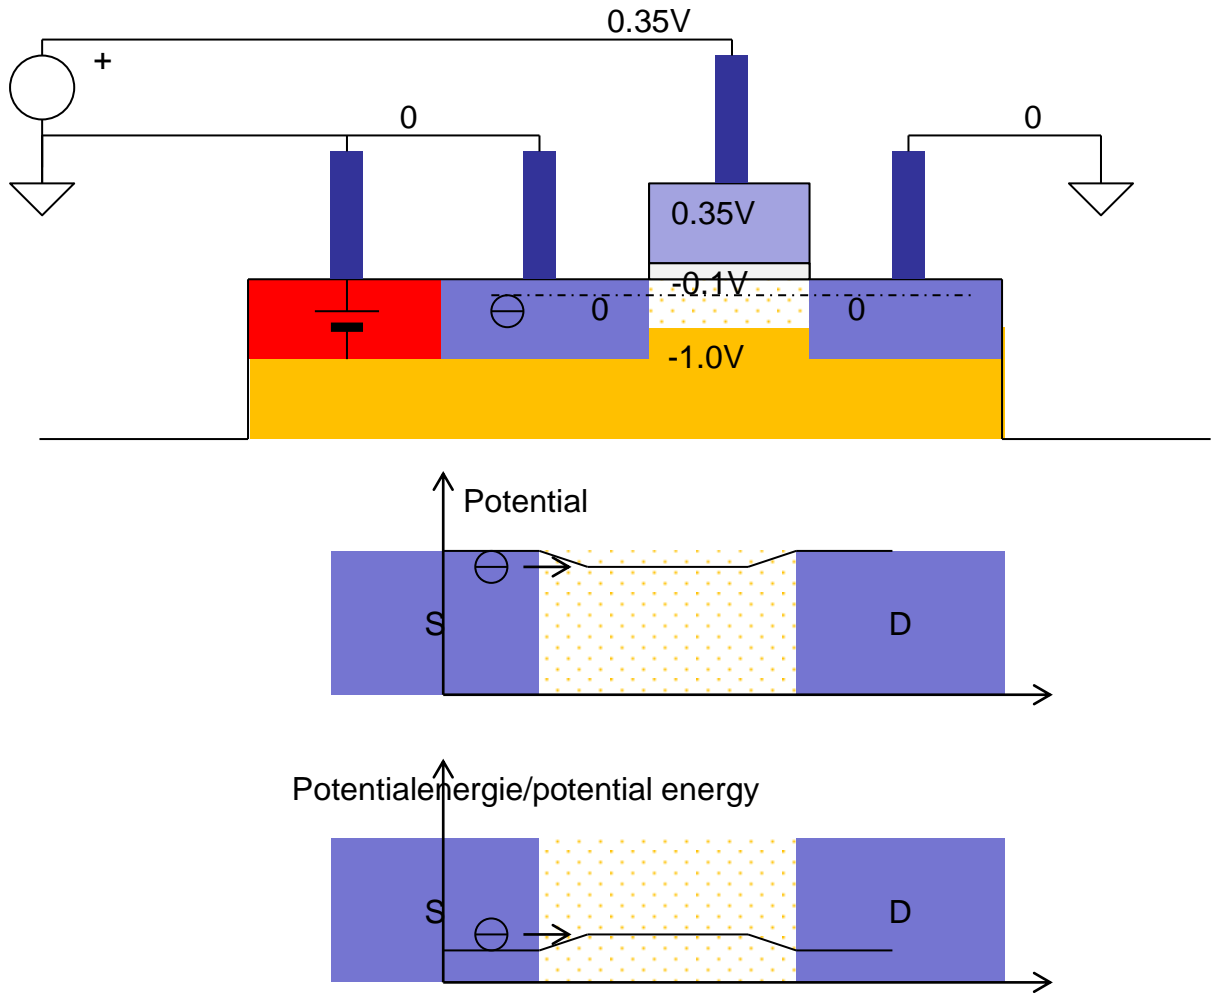 0.35V
+
0
0
0.35V
-0.1V
0
0
-1.0V
Potential
S
D
Potentialenergie/potential energy
S
D